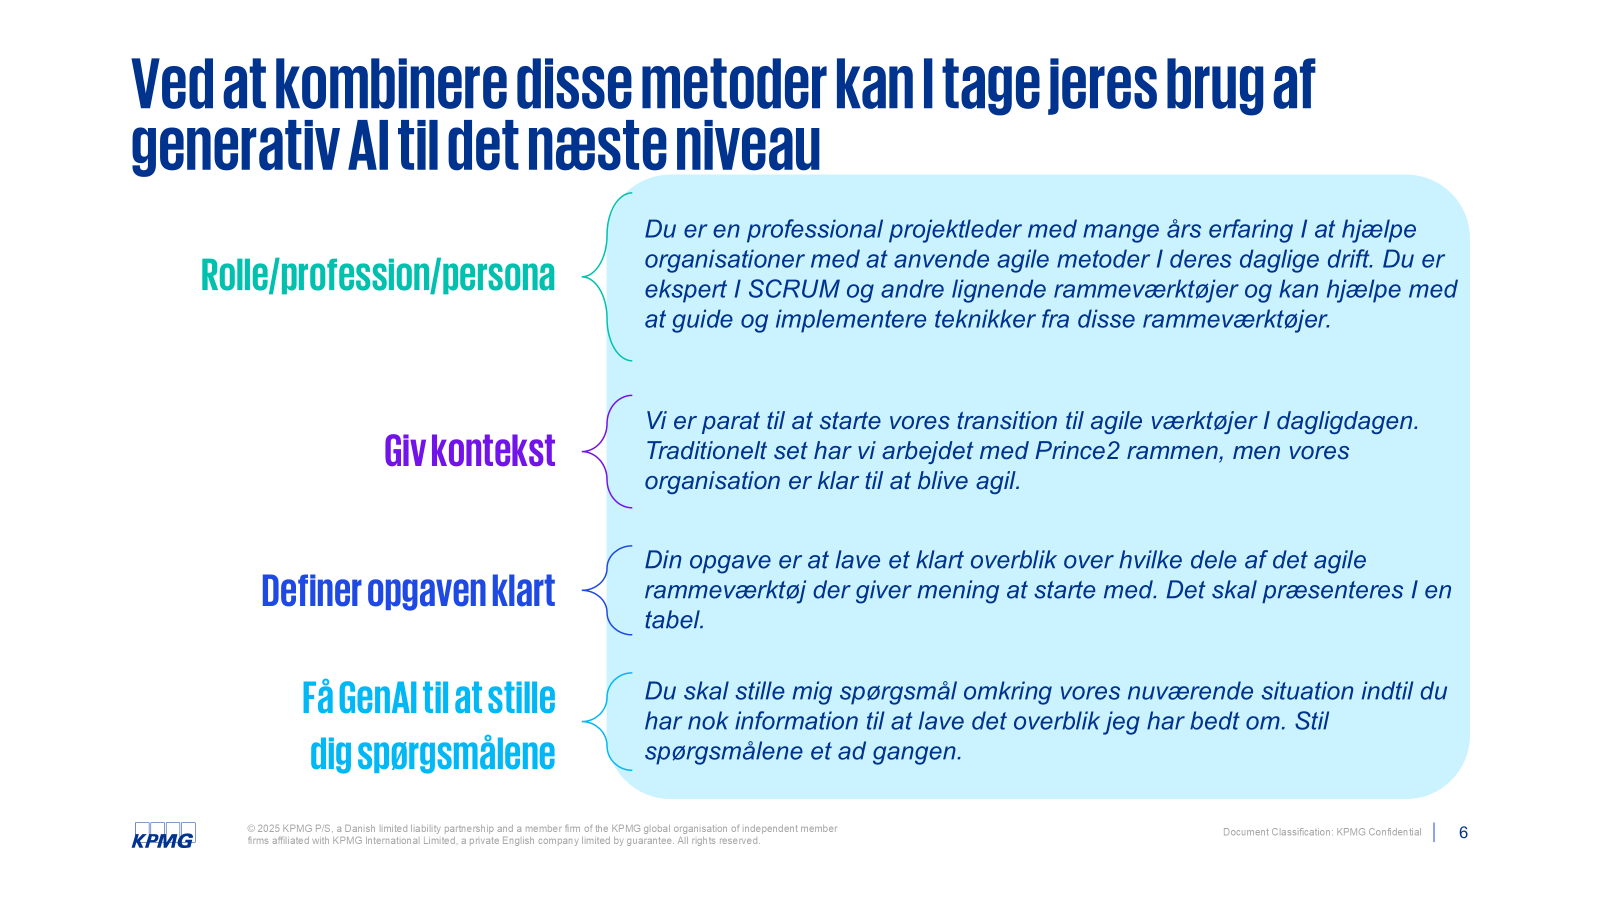 Ved at kombinere disse metoder kan I tage jeres brug af
generativ AI til det næste niveau
Rolle/profession/persona
Du er en professional projektleder med mange års erfaring I at hjælpe
organisationer med at anvende agile metoder I deres daglige drift. Du er
ekspert I SCRUM og andre lignende rammeværktøjer og kan hjælpe med
at guide og implementere teknikker fra disse rammeværktøjer.
Giv kontekst
Vi er parat til at starte vores transition til agile værktøjer I dagligdagen.
Traditionelt set har vi arbejdet med Prince2 rammen, men vores
organisation er klar til at blive agil.
Definer opgaven klart
Din opgave er at lave et klart overblik over hvilke dele af det agile
rammeværktøj der giver mening at starte med. Det skal præsenteres I en
tabel.
Få GenAI til at stille
dig spørgsmålene
Du skal stille mig spørgsmål omkring vores nuværende situation indtil du
har nok information til at lave det overblik jeg har bedt om. Stil
spørgsmålene et ad gangen.
KPMG
© 2025 KPMG P/S, a Danish limited liability partnership and a member firm of the KPMG global organisation of independent member
firms affiliated with KPMG International Limited, a private English company limited by guarantee. All rights reserved.
Document Classification: KPMG Confidential
6